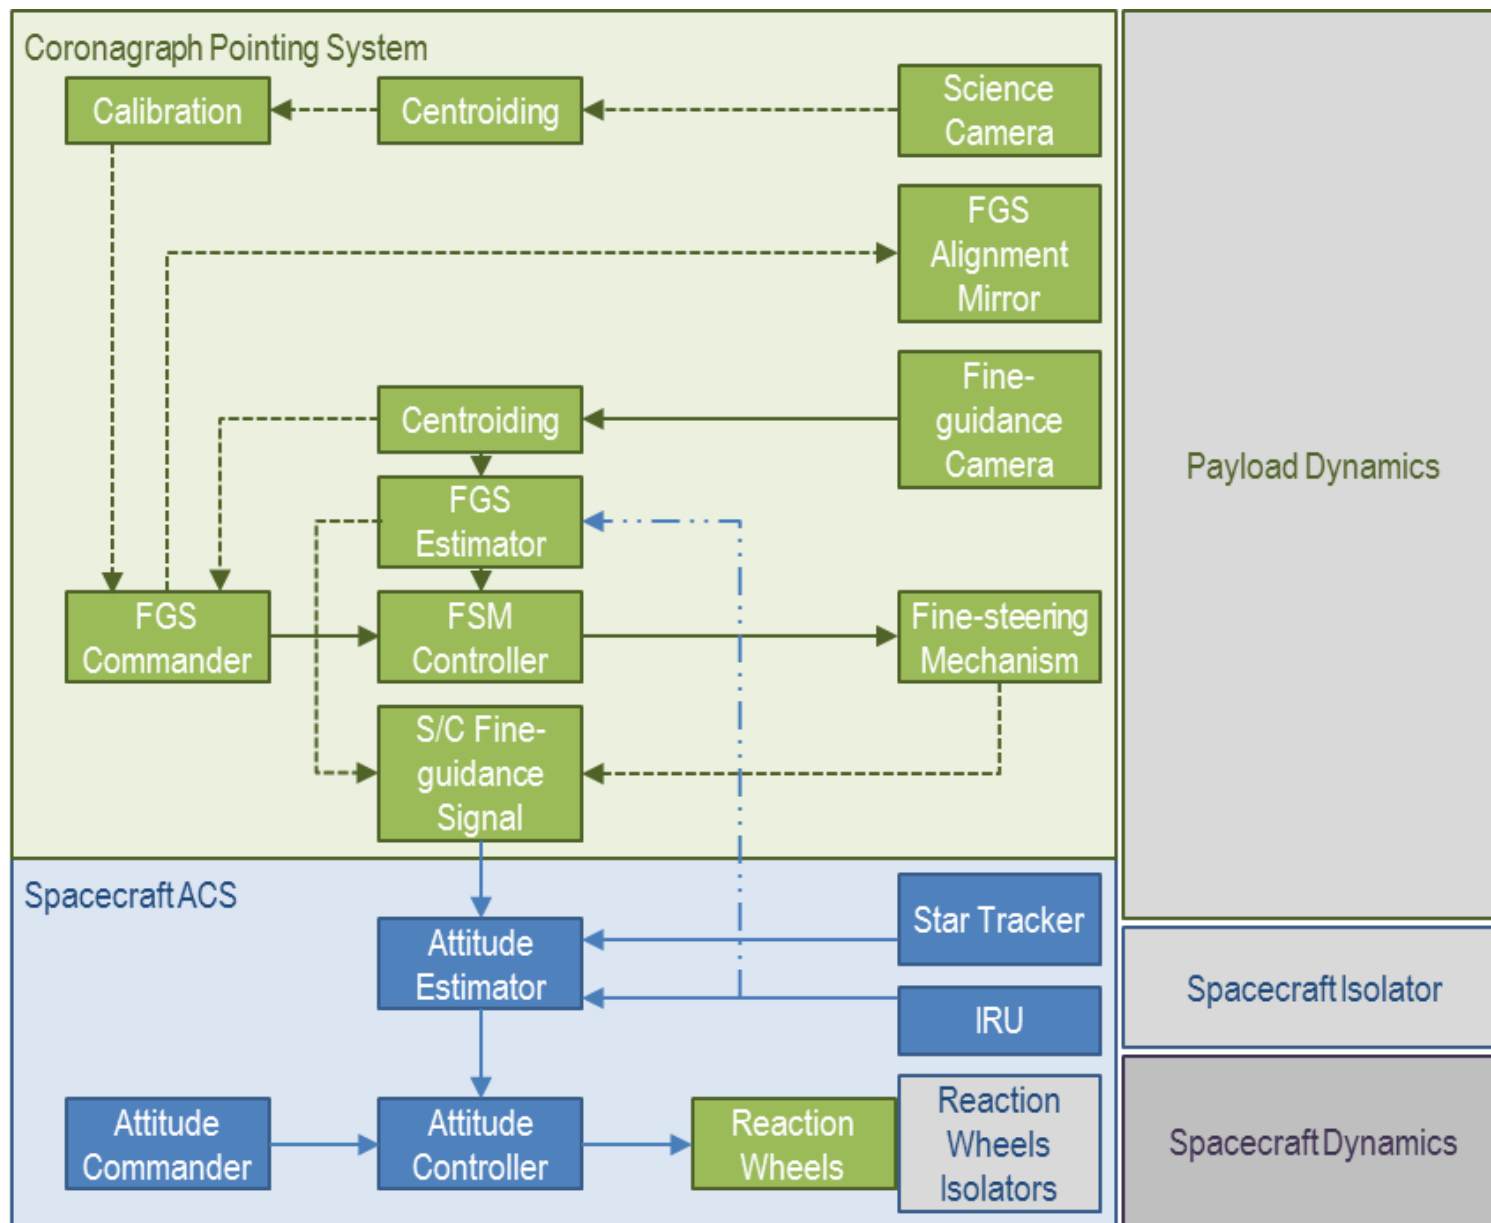 Coronagraph Pointing System
Calibration
Centroiding
Science
Camera
FGS
Alignment
Mirror
Centroiding
Fine-
guidance
Camera
FGS
Estimator
FGS
Commander
FSM
Controller
Fine-steering
Mechanism
S/C Fine-
guidance
Signal
Payload Dynamics
Spacecraft ACS
Attitude
Estimator
Star Tracker
IRU
Attitude
Commander
Attitude
Controller
Reaction
Wheels
Reaction
Wheels
Isolators
Spacecraft Isolator
Spacecraft Dynamics